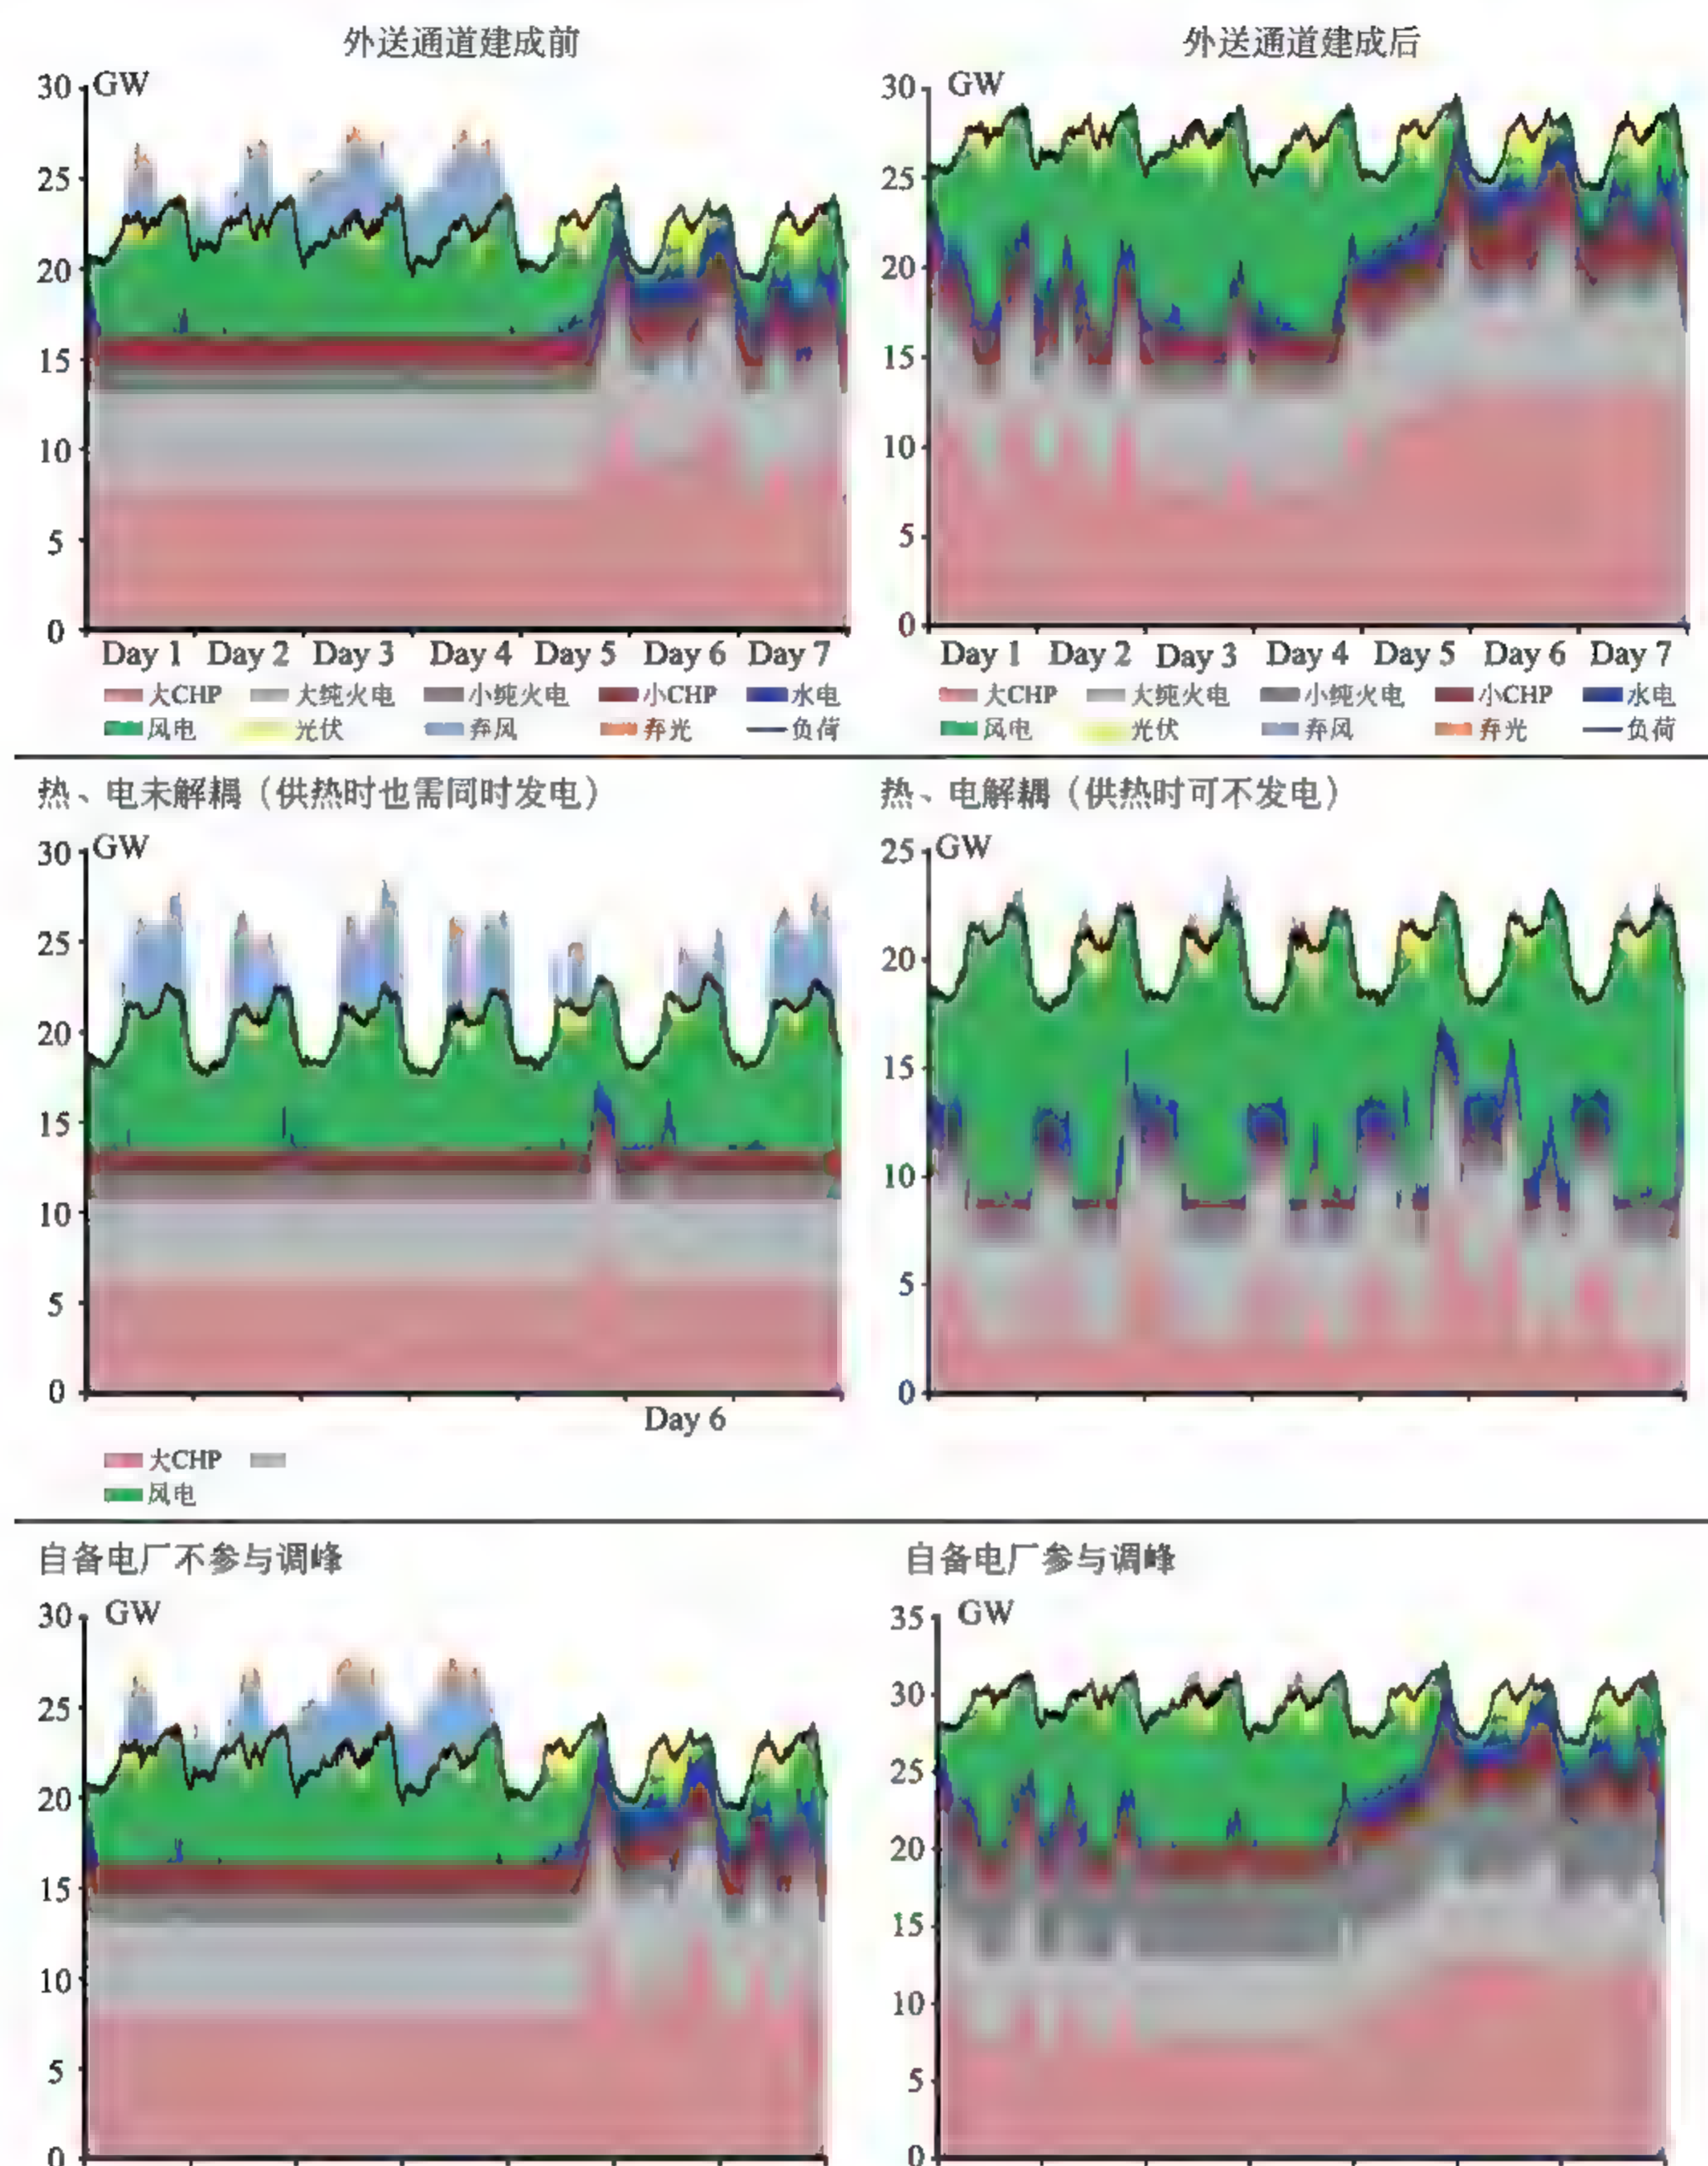 外送通道建成前
外送通道建成后
GW
30
25
20
15
10
5
0
Day 1 Day 2 Day 3 Day 4 Day 5 Day 6 Day 7
大CHP 大纯火电 小纯火电 小CHP 水电
风电 光伏 弃风 弃光 负荷
GW
30
25
20
15
10
5
0
Day 1 Day 2 Day 3 Day 4 Day 5 Day 6 Day 7
大CHP 大纯火电 小纯火电 小CHP 水电
风电 光伏 弃风 弃光 负荷
热、电未解耦（供热时也需同时发电）
热、电解耦（供热时可不发电）
GW
30
25
20
15
10
5
0
Day 6
大CHP
风电
GW
25
20
15
10
5
0
自备电厂不参与调峰
自备电厂参与调峰
GW
30
25
20
15
10
5
0
GW
35
30
25
20
15
10
5
0